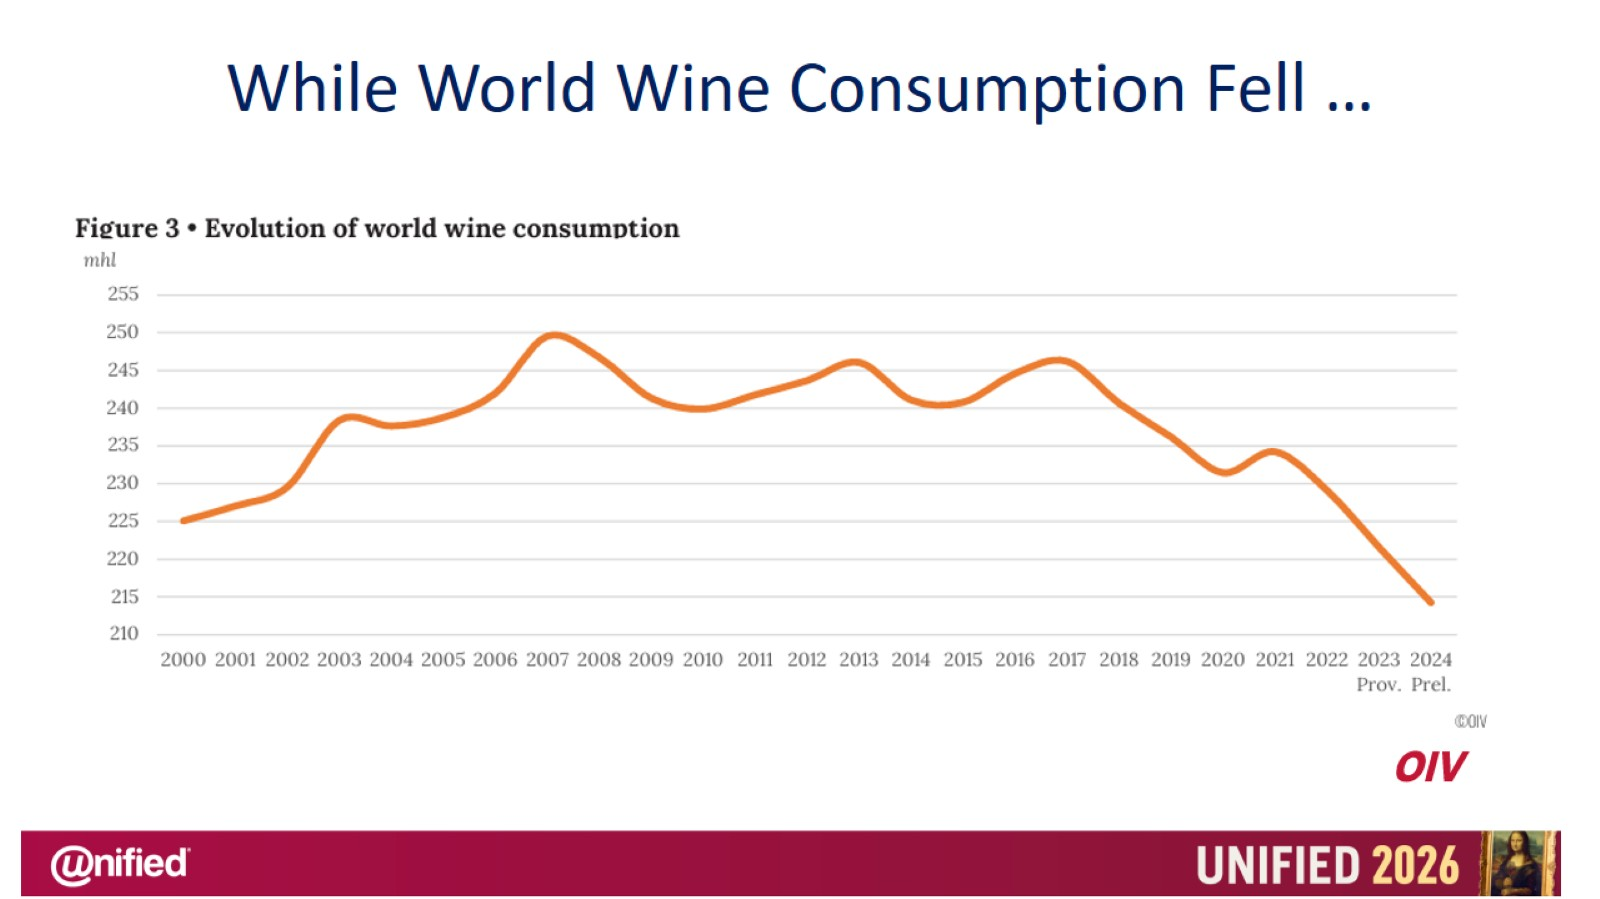 While World Wine Consumption Fell ...
Figure 3 • Evolution of world wine consumption
mhl
255
250
245
240
235
230
225
220
215
210
2000 2001 2002 2003 2004 2005 2006 2007 2008 2009 2010 2011 2012 2013 2014 2015 2016 2017 2018 2019 2020 2021 2022 2023 2024
Prov. Prel.
©OIV
OIV
unified
UNIFIED 2026